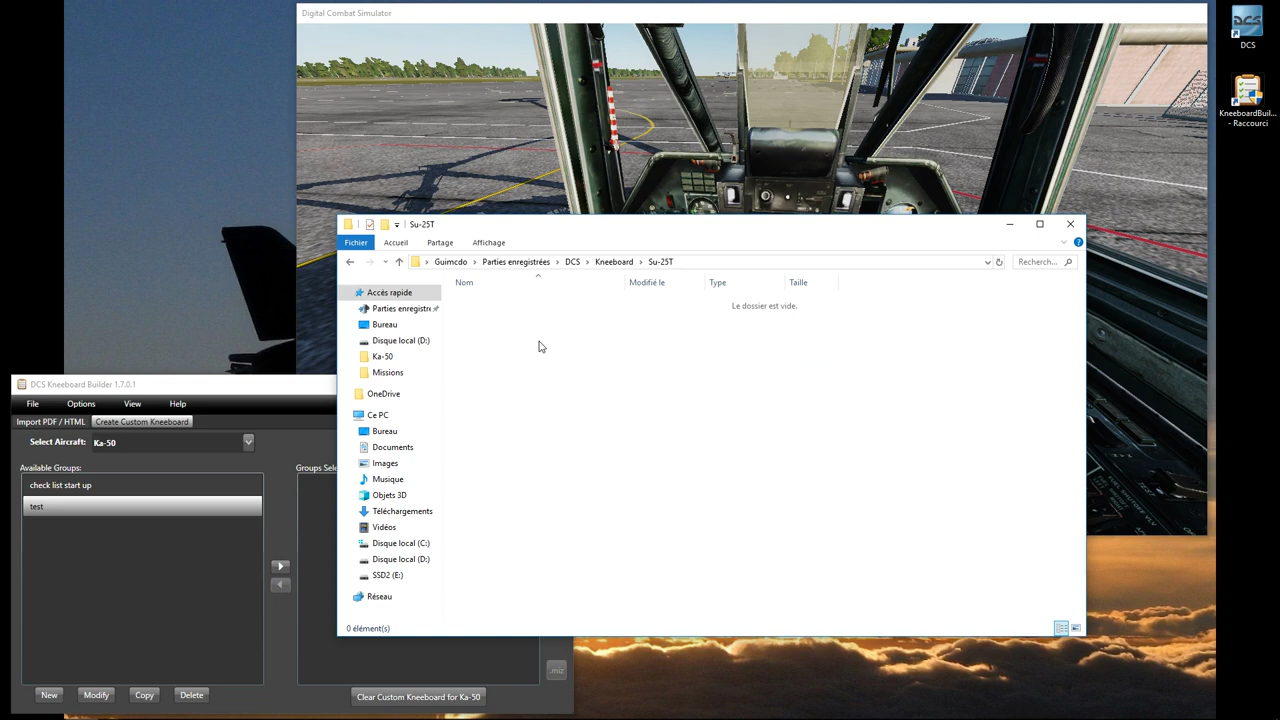 Digital Combat Simulator
DCS
KneeboardBuil...
- Raccourci
Su-25T
Fichier
Accueil
Partage
Affichage
Guimcdo
Parties enregistrées
DCS
Kneeboard
Su-25T
Recherch...
Nom
Modifié le
Type
Taille
Le dossier est vide.
Accès rapide
Parties enregistre
Bureau
Disque local (D:)
Ka-50
Missions
OneDrive
Ce PC
Bureau
Documents
Images
Musique
Objets 3D
Téléchargements
Vidéos
Disque local (C:)
Disque local (D:)
SSD2 (E:)
Réseau
0 élément(s)
DCS Kneeboard Builder 1.7.0.1
File
Options
View
Help
Import PDF / HTML
Create Custom Kneeboard
Select Aircraft:
Ka-50
Available Groups:
Groups Sele
check list start up
test
.miz
New
Modify
Copy
Delete
Clear Custom Kneeboard for Ka-50